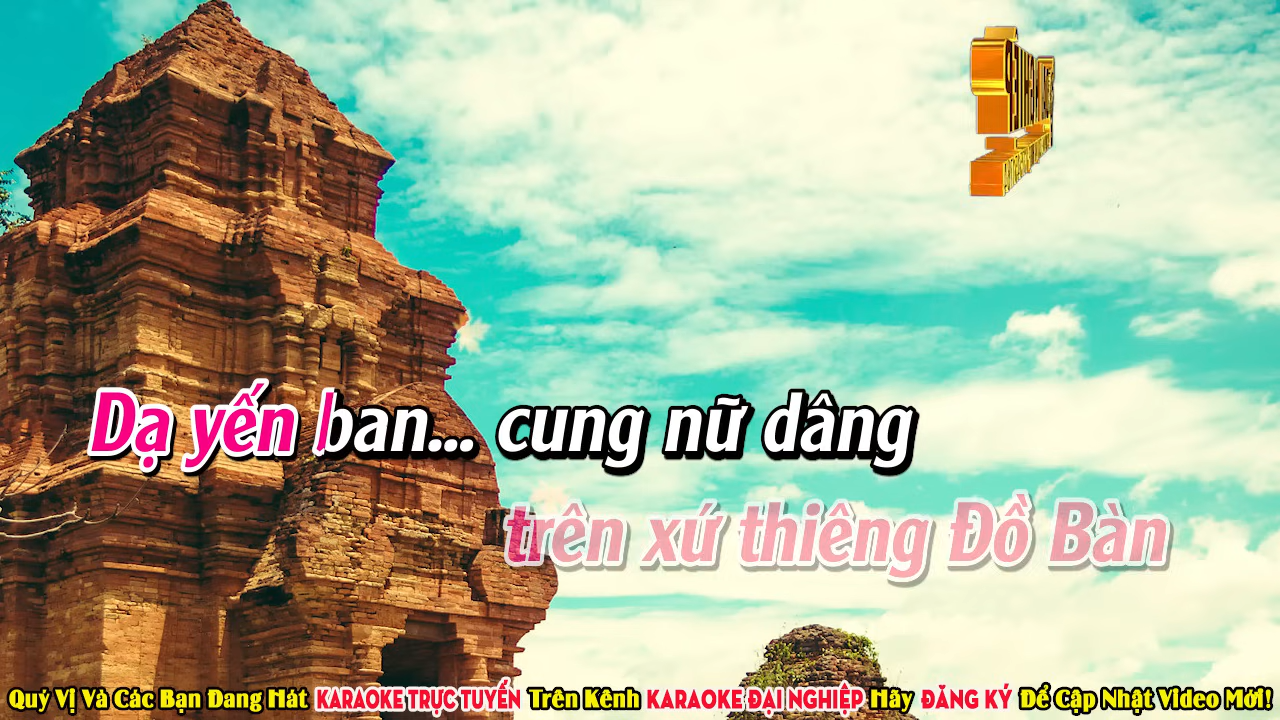 Dạ yến ban... cung nữ dâng
trên xứ thiêng Đồ Bàn
Quý Vị Và Các Bạn Đang Hát KARAOKE TRỰC TUYẾN Trên Kênh KARAOKE ĐẠI NGHIỆP Hãy ĐĂNG KÝ Để Cập Nhật Video Mới!